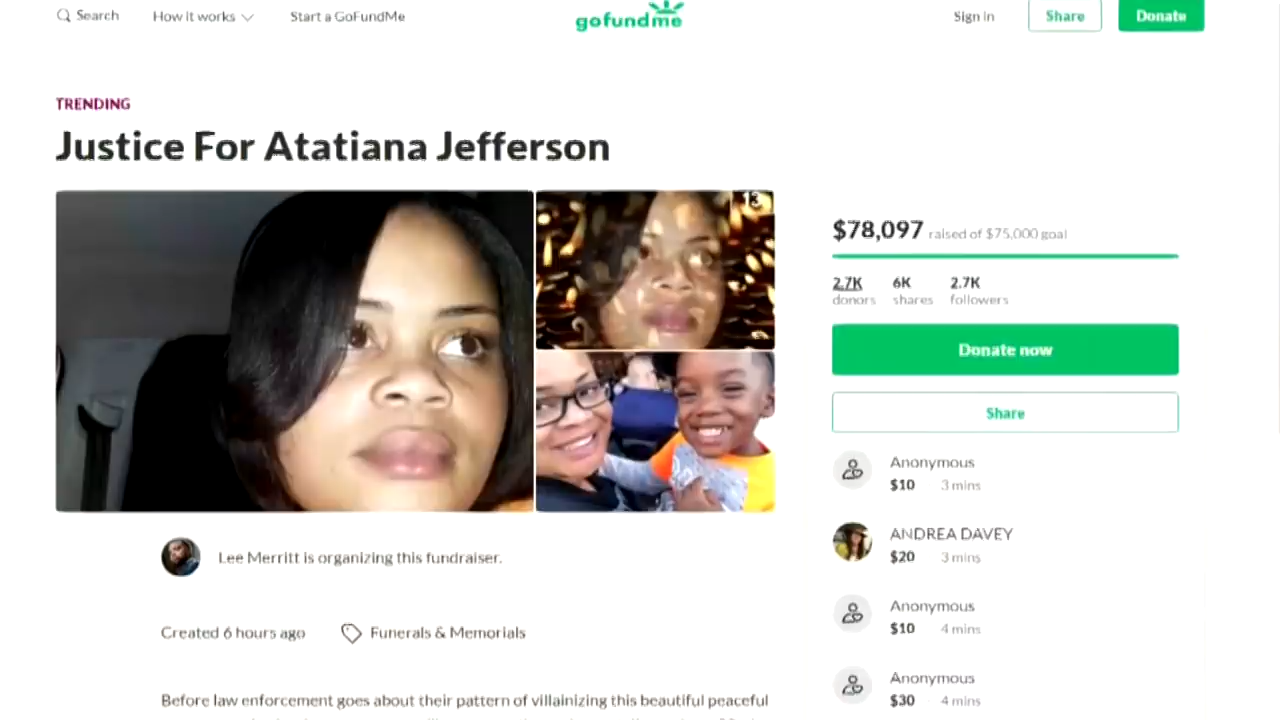 Search How it works Start a GoFundMe gofundme Sign in Share Donate
TRENDING
Justice For Atatiana Jefferson
$78,097 raised of $75,000 goal
2.7K 6K 2.7K
donors shares followers
Donate now
Share
Anonymous
$10 3 mins
ANDREA DAVEY
$20 3 mins
Anonymous
$10 4 mins
Anonymous
$30 4 mins
Lee Merritt is organizing this fundraiser.
Created 6 hours ago Funerals & Memorials
Before law enforcement goes about their pattern of villainizing this beautiful peaceful